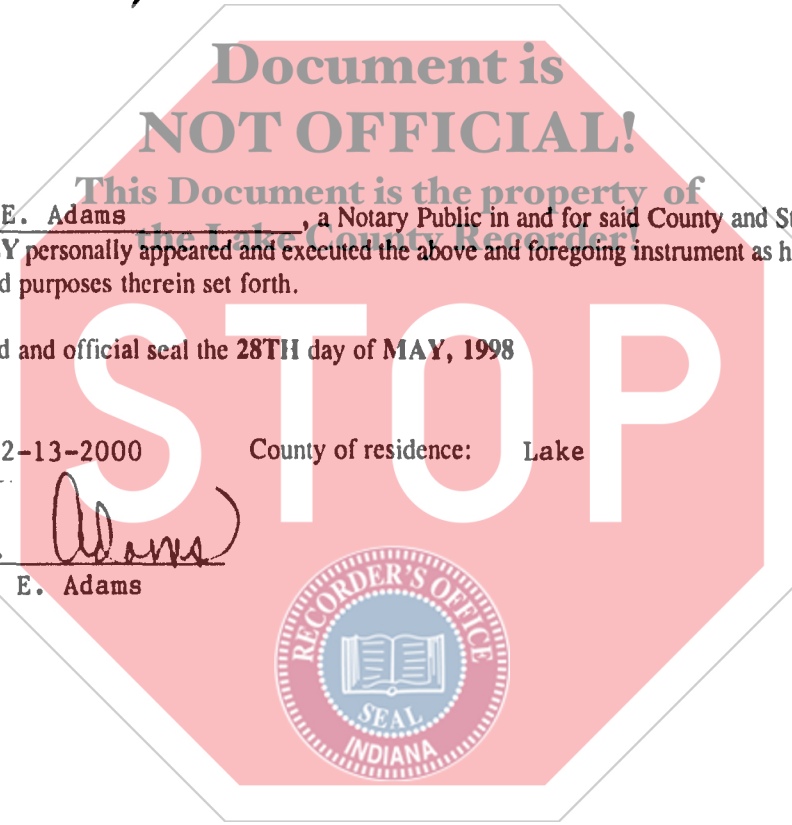 Document is
NOT OFFICIAL!
This Document is the property of
the Lake County Recorder!
E. Adams, a Notary Public in and for said County and St
Y personally appeared and executed the above and foregoing instrument as h
d purposes therein set forth.
d and official seal the 28TH day of MAY, 1998
STOP
2-13-2000 County of residence: Lake
Adams
E. Adams
RECORDER'S OFFICE
SEAL
INDIANA